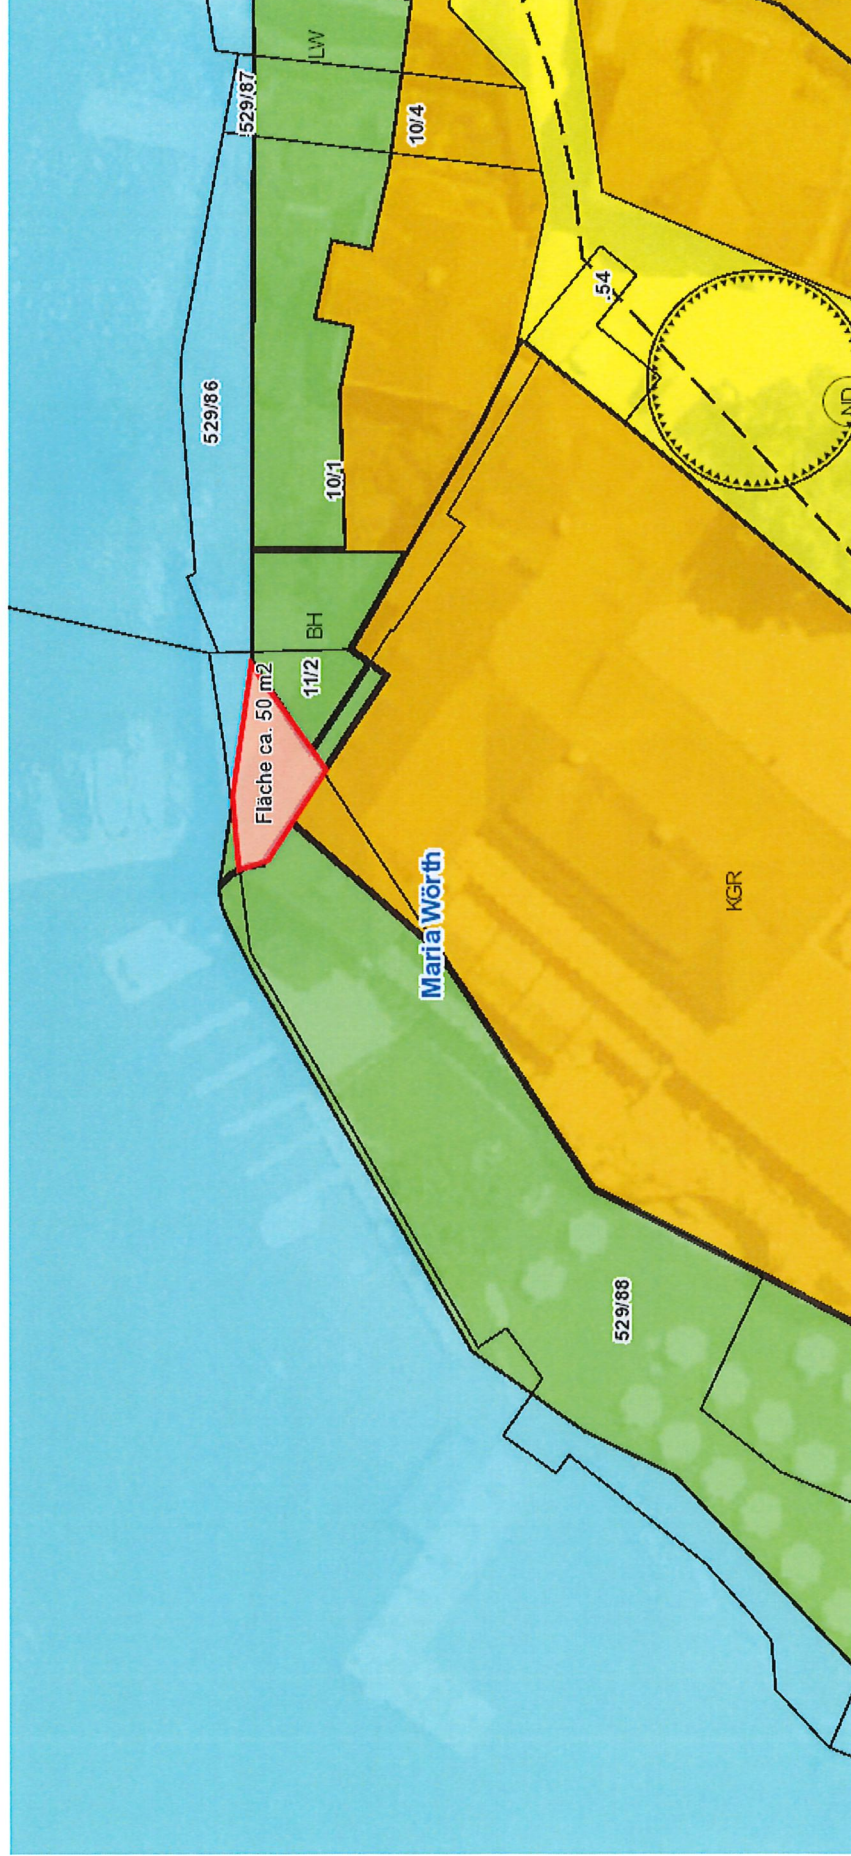 LW
529/87
10/4
.54
529/86
ND
10/1
BH
11/2
Fläche ca. 50 m2
Maria Wörth
KGR
529/88